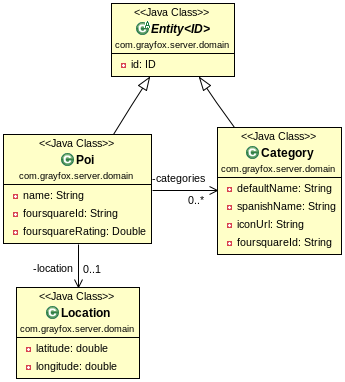 <<Java Class>>
Entity<ID>
com.grayfox.server.domain
id: ID
<<Java Class>>
Poi
com.grayfox.server.domain
name: String
foursquareId: String
foursquareRating: Double
-categories
0..*
<<Java Class>>
Category
com.grayfox.server.domain
defaultName: String
spanishName: String
iconUrl: String
foursquareId: String
-location
0..1
<<Java Class>>
Location
com.grayfox.server.domain
latitude: double
longitude: double